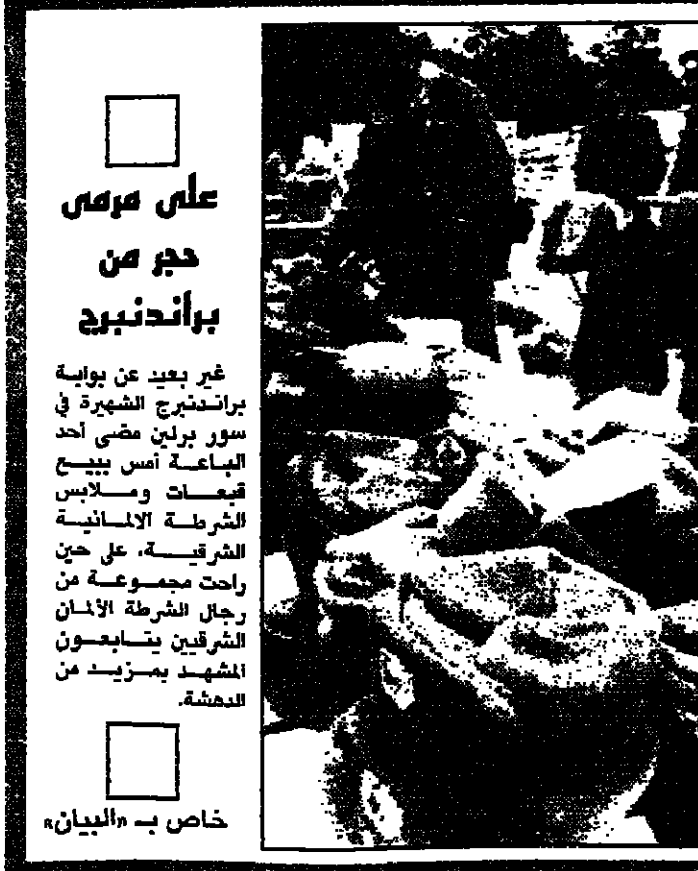 على مرمى
حجر من
براندنبرج
غير بعيد عن بوابة
براندنبرج الشهيرة في
سور برلين مضى أحد
الباعة أمس ببيع
قبعات وملابس
الشرطة الالمانية
الشرقية، على حين
راحت مجموعة من
رجال الشرطة الألمان
الشرقيين يتابعون
المشهد بمزيد من
الدهشة.
خاص بـ «البيان»